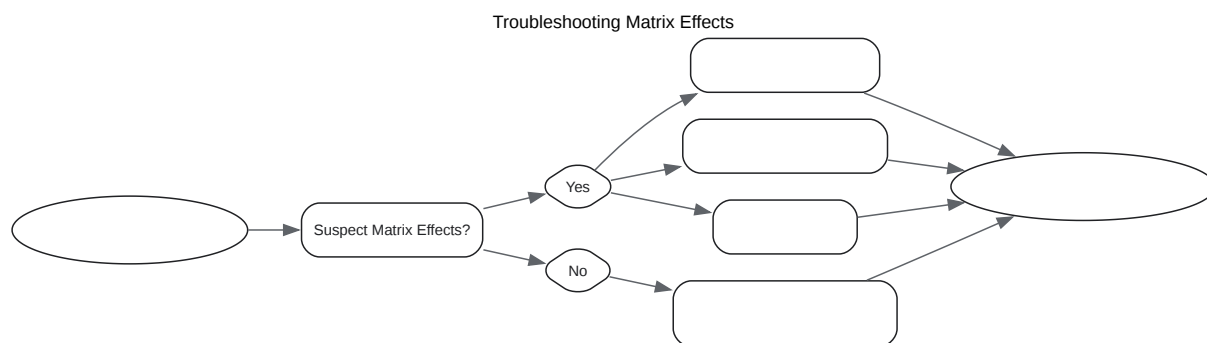 Troubleshooting Matrix Effects
Suspect Matrix Effects?
Yes
No